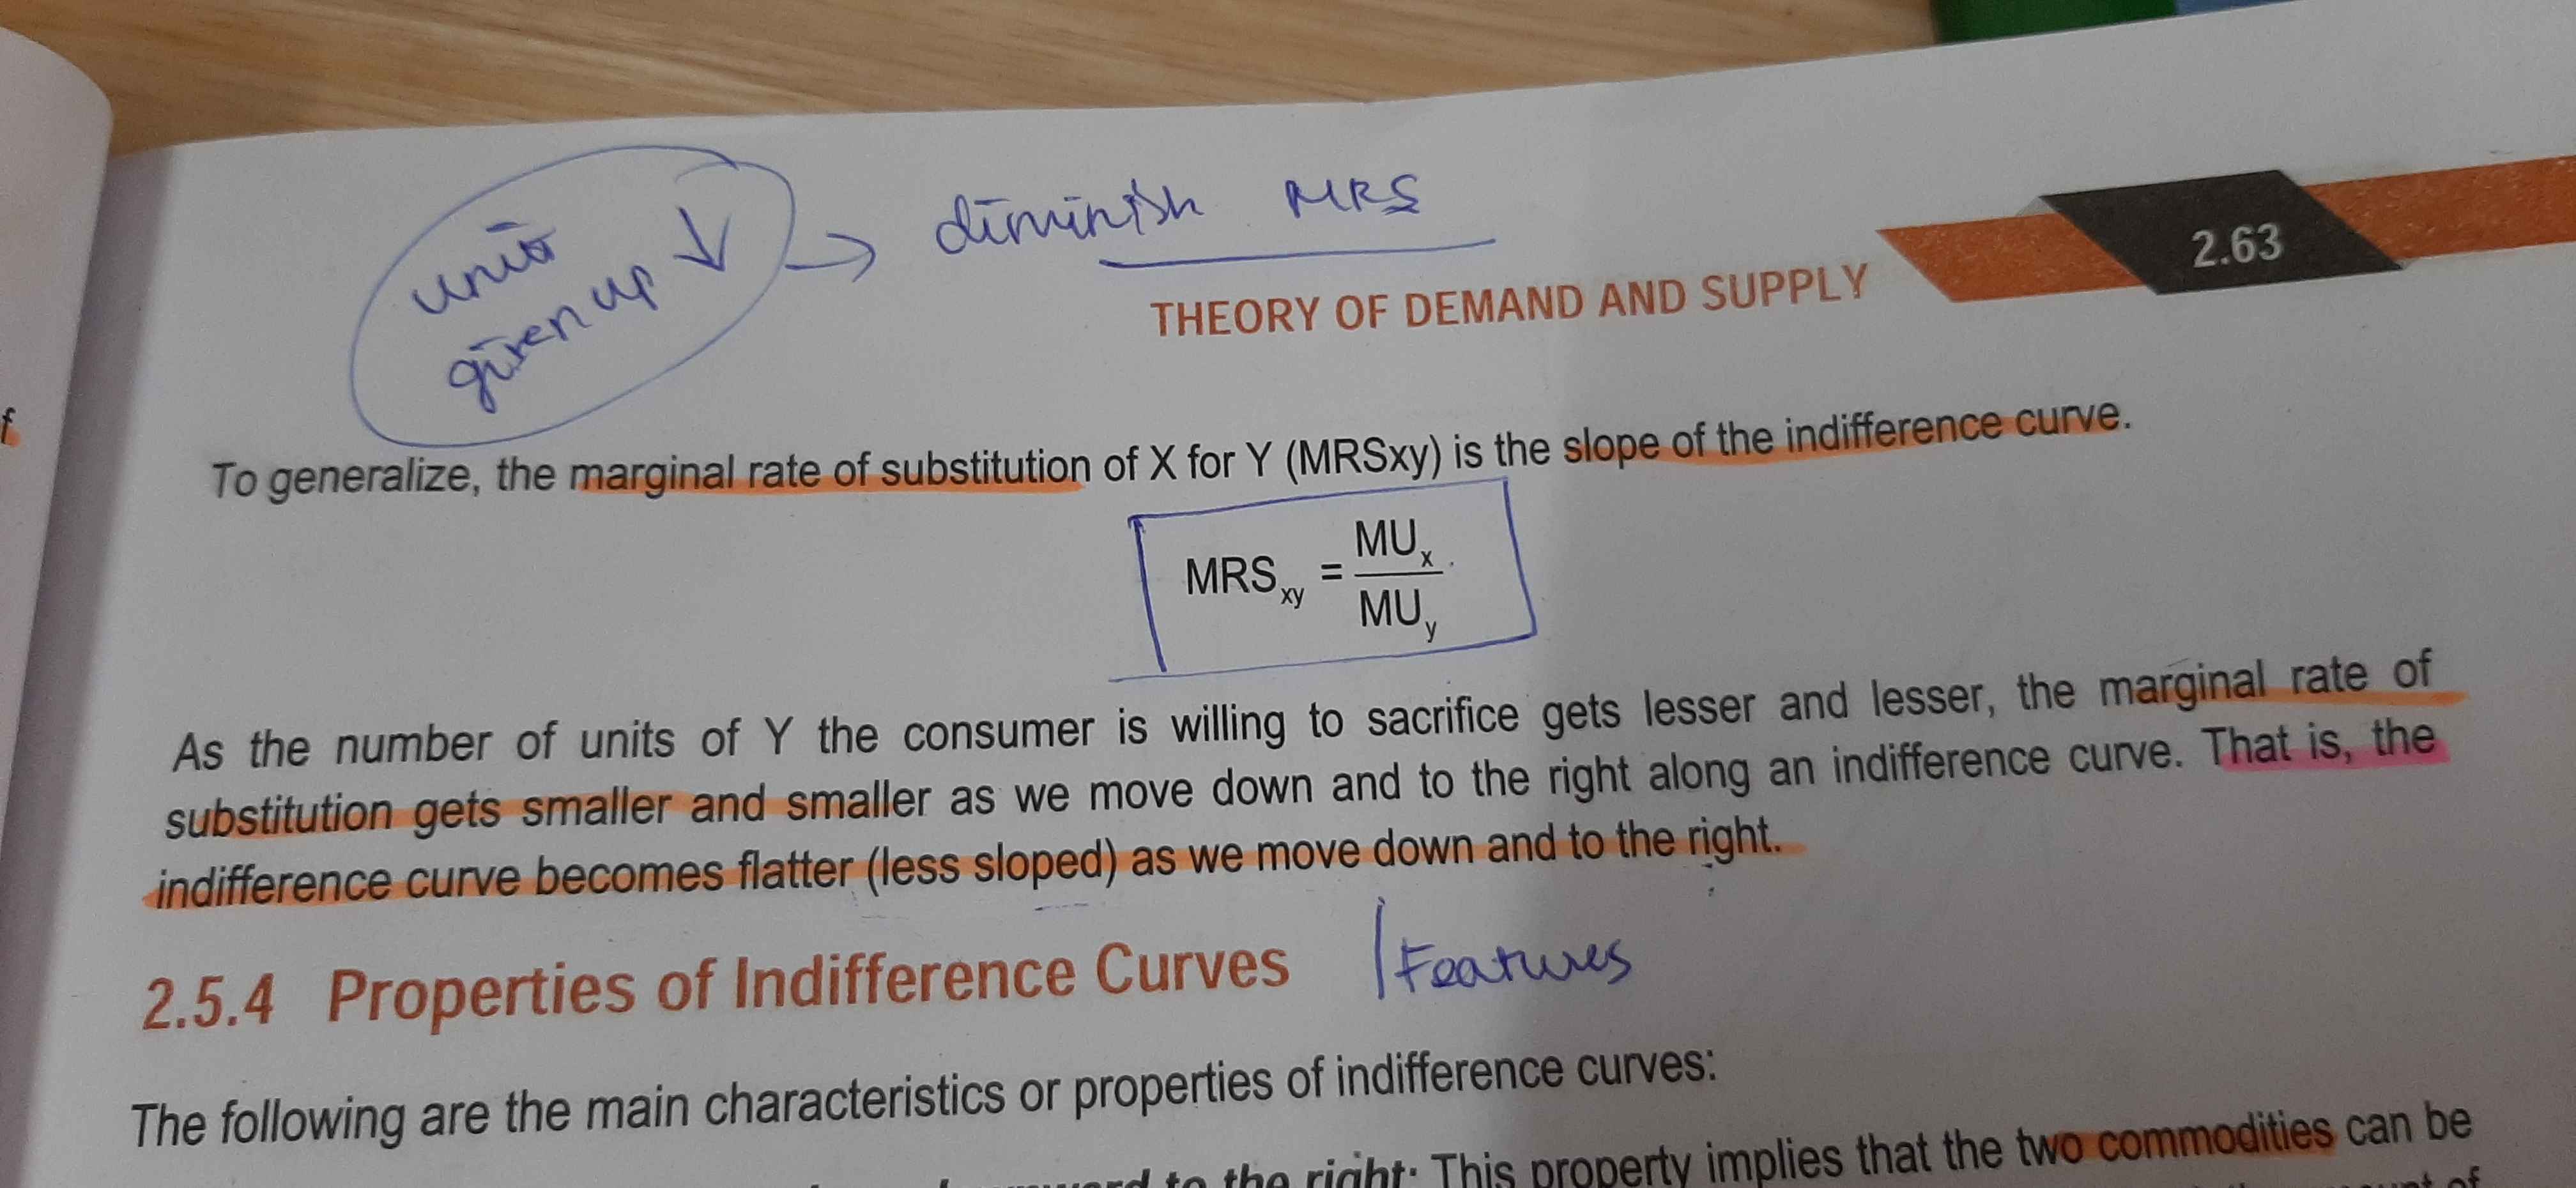 unit
given up ↓ → diminish MRS
2.63
THEORY OF DEMAND AND SUPPLY
f
To generalize, the marginal rate of substitution of X for Y (MRSxy) is the slope of the indifference curve.
MRSxy = MUx / MUy
As the number of units of Y the consumer is willing to sacrifice gets lesser and lesser, the marginal rate of
substitution gets smaller and smaller as we move down and to the right along an indifference curve. That is, the
indifference curve becomes flatter (less sloped) as we move down and to the right.
2.5.4 Properties of Indifference Curves | Features
The following are the main characteristics or properties of indifference curves:
to the right: This property implies that the two commodities can be